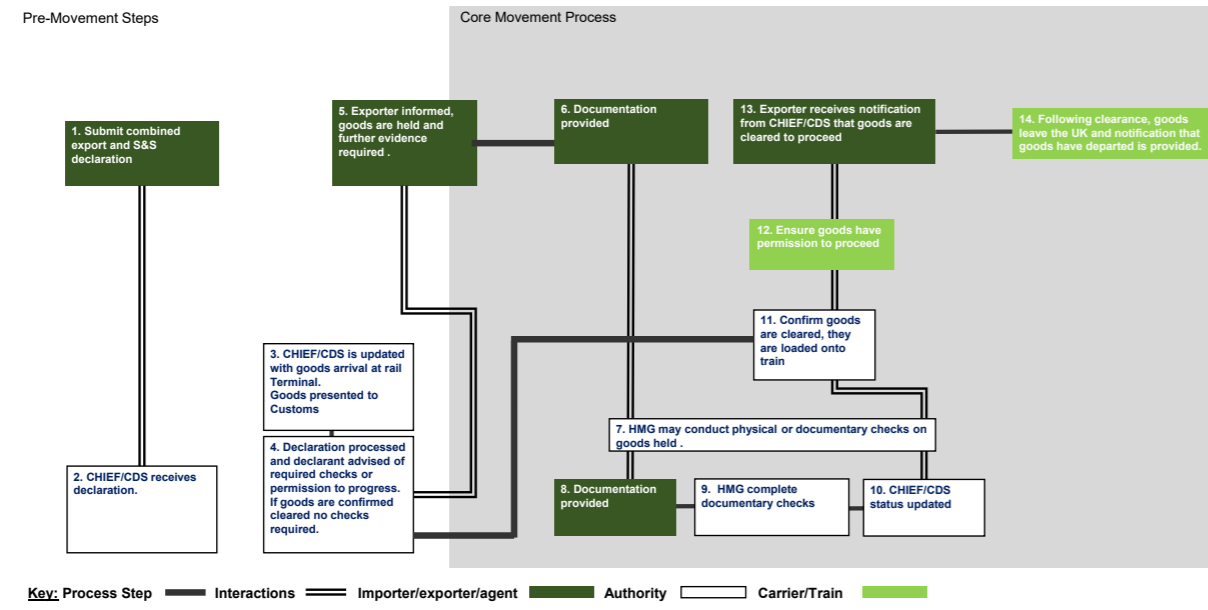 Pre-Movement Steps
Core Movement Process
1. Submit combined
export and S&S
declaration
2. CHIEF/CDS receives
declaration.
3. CHIEF/CDS is updated
with goods arrival at rail
Terminal.
Goods presented to
Customs
4. Declaration processed
and declarant advised of
required checks or
permission to progress.
If goods are confirmed
cleared no checks
required.
5. Exporter informed,
goods are held and
further evidence
required .
6. Documentation
provided
7. HMG may conduct physical or documentary checks on
goods held .
8. Documentation
provided
9. HMG complete
documentary checks
10. CHIEF/CDS
status updated
11. Confirm goods
are cleared, they
are loaded onto
train
12. Ensure goods have
permission to proceed
13. Exporter receives notification
from CHIEF/CDS that goods are
cleared to proceed
14. Following clearance, goods
leave the UK and notification that
goods have departed is provided.
Key: Process Step Interactions Importer/exporter/agent Authority Carrier/Train